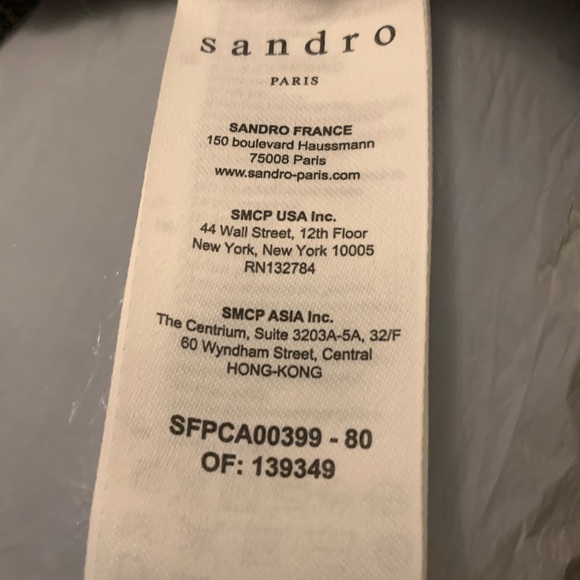 sandro
PARIS
SANDRO FRANCE
150 boulevard Haussmann
75008 Paris
www.sandro-paris.com
SMCP USA Inc.
44 Wall Street, 12th Floor
New York, New York 10005
RN132784
SMCP ASIA Inc.
The Centrium, Suite 3203A-5A, 32/F
60 Wyndham Street, Central
HONG-KONG
SFPCA00399 - 80
OF: 139349